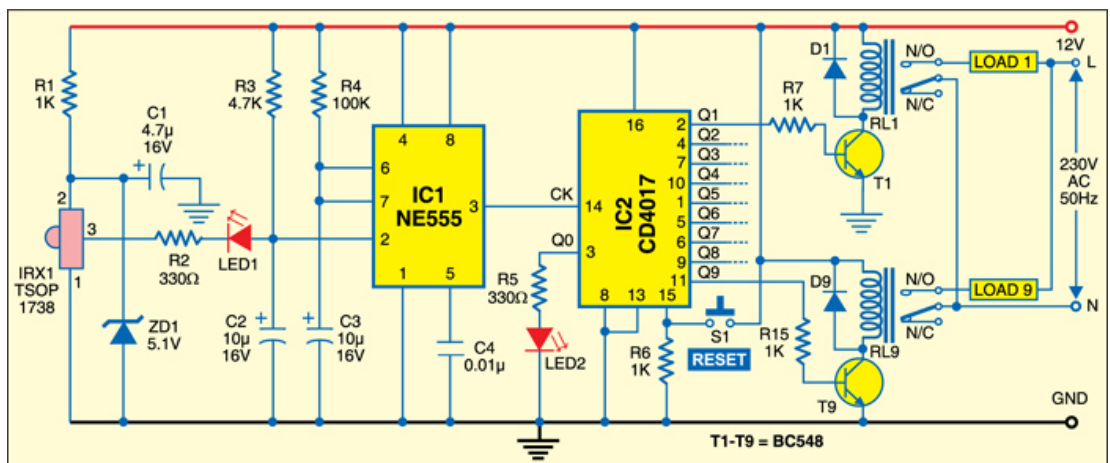 R1
1K
C1
4.7µ
16V
+
2
3
1
IRX1
TSOP
1738
ZD1
5.1V
R2
330Ω
LED1
R3
4.7K
R4
100K
C2
10µ
16V
+
C3
10µ
16V
+
4
8
6
7
2
3
1
5
IC1
NE555
C4
0.01µ
CK
Q0
R5
330Ω
LED2
16
14
3
8
13
15
IC2
CD4017
2
4
7
10
1
5
6
9
11
Q1
Q2
Q3
Q4
Q5
Q6
Q7
Q8
Q9
R6
1K
S1
RESET
R7
1K
D1
RL1
T1
N/O
N/C
LOAD 1
12V
L
230V
AC
50Hz
R15
1K
D9
RL9
T9
N/O
N/C
LOAD 9
N
GND
T1-T9 = BC548